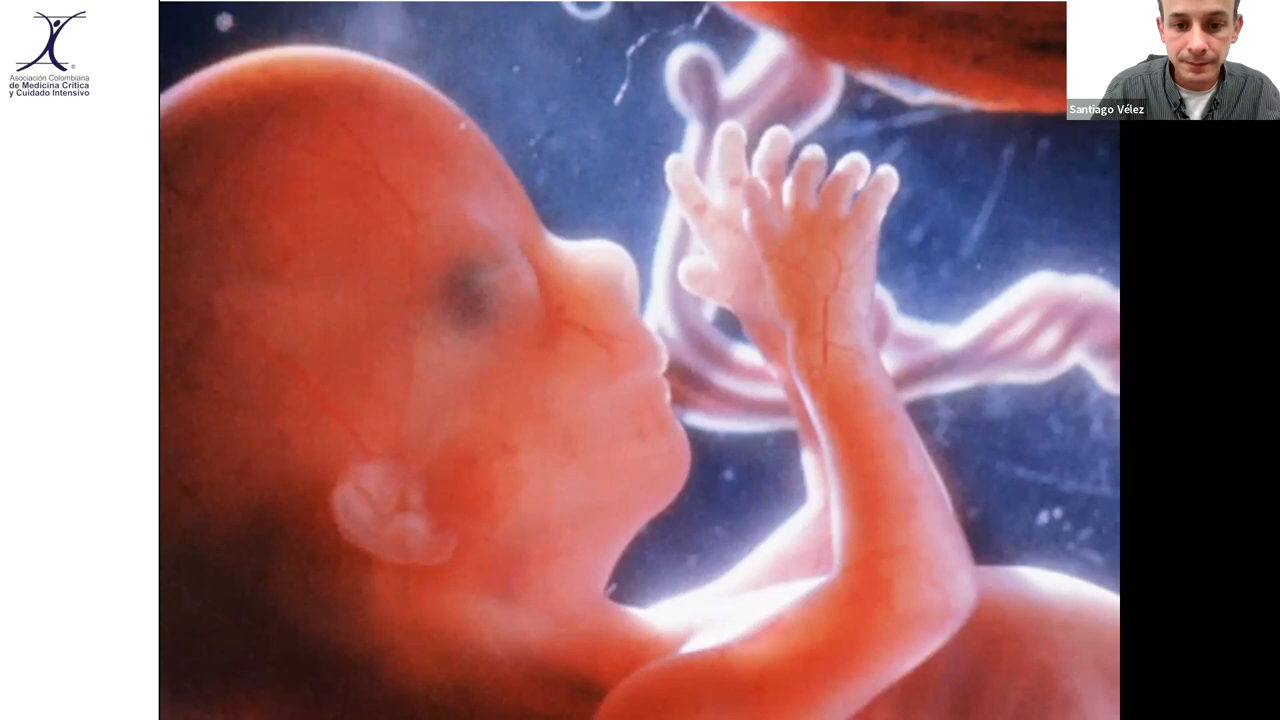 Asociación Colombiana
de Medicina Crítica
y Cuidado Intensivo
Santiago Vélez